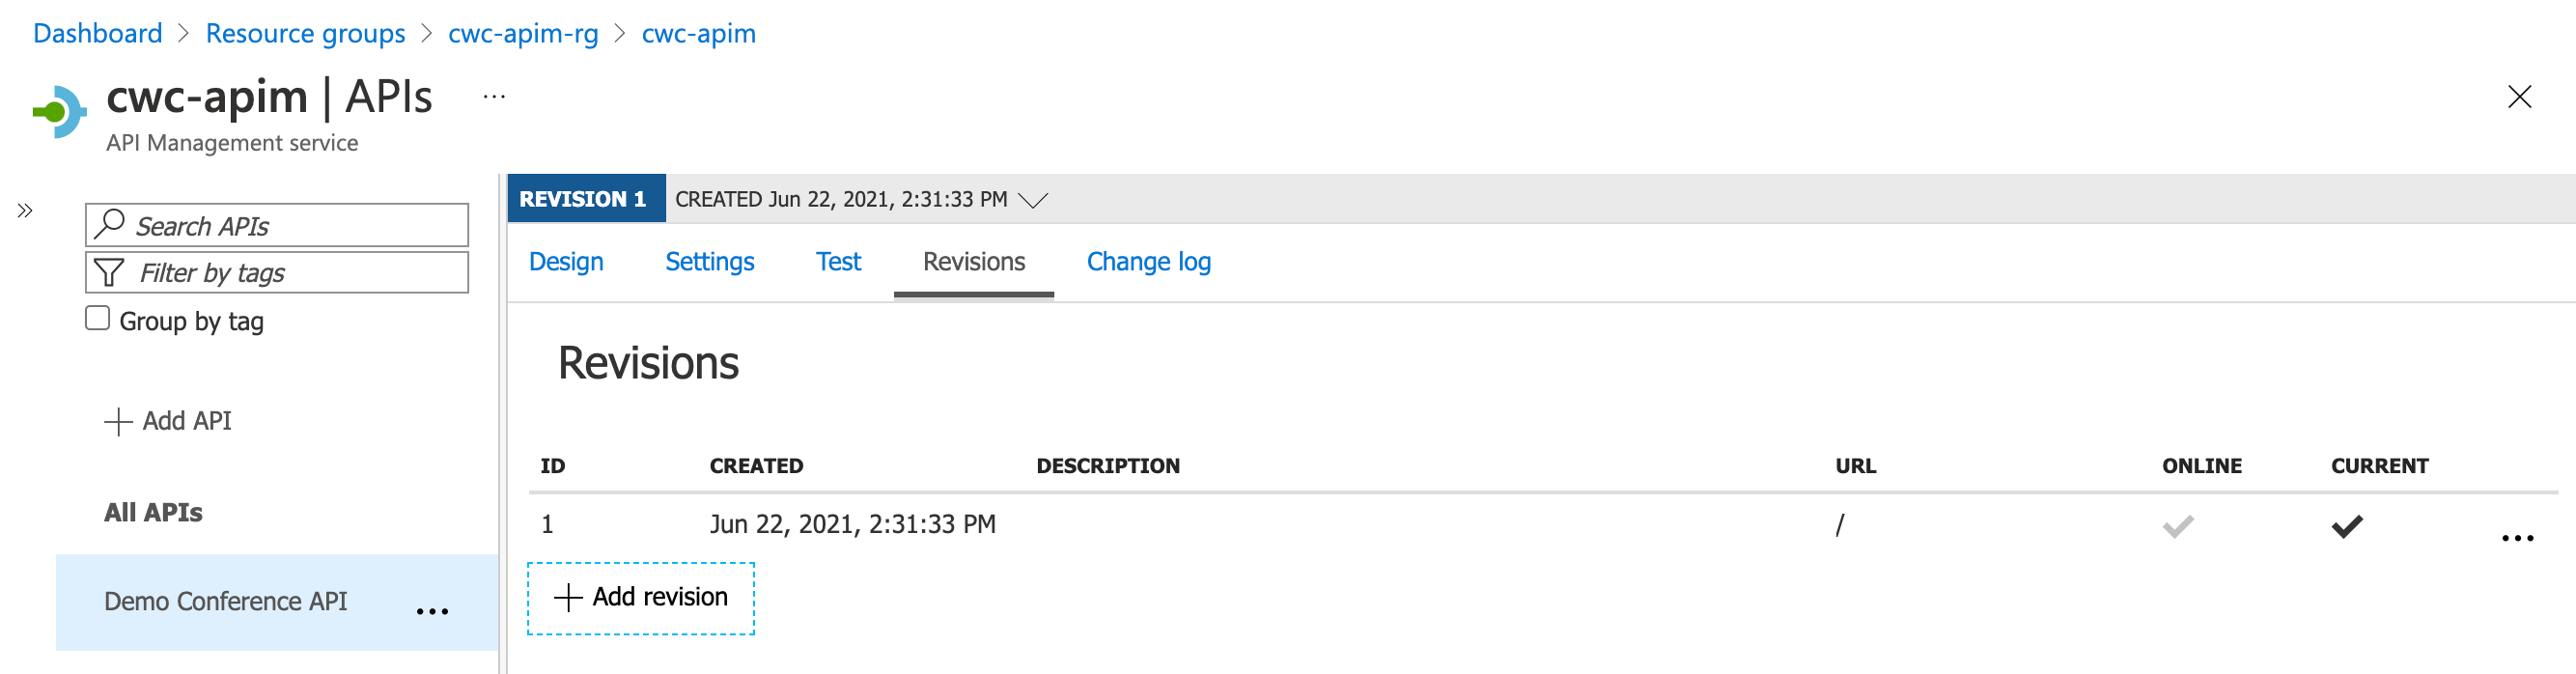 Dashboard > Resource groups > cwc-apim-rg > cwc-apim
cwc-apim | APIs ...
API Management service
Search APIs
Filter by tags
Group by tag
Add API
All APIs
Demo Conference API
REVISION 1 CREATED Jun 22, 2021, 2:31:33 PM
Design Settings Test Revisions Change log
Revisions
ID CREATED DESCRIPTION URL ONLINE CURRENT
1 Jun 22, 2021, 2:31:33 PM /
Add revision